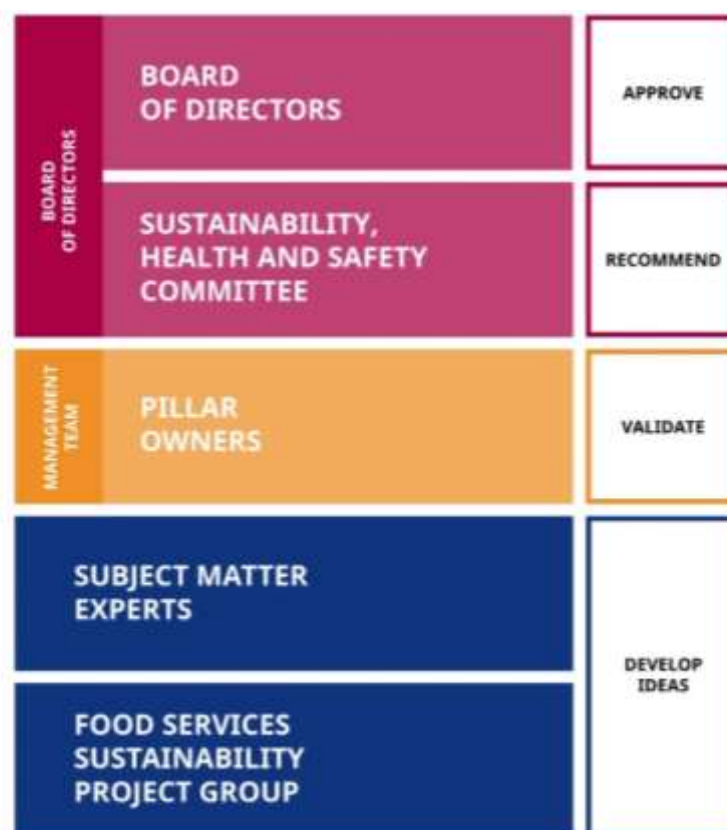 BOARD
OF DIRECTORS
BOARD
OF DIRECTORS
APPROVE
SUSTAINABILITY,
HEALTH AND SAFETY
COMMITTEE
RECOMMEND
MANAGEMENT
TEAM
PILLAR
OWNERS
VALIDATE
SUBJECT MATTER
EXPERTS
DEVELOP
IDEAS
FOOD SERVICES
SUSTAINABILITY
PROJECT GROUP